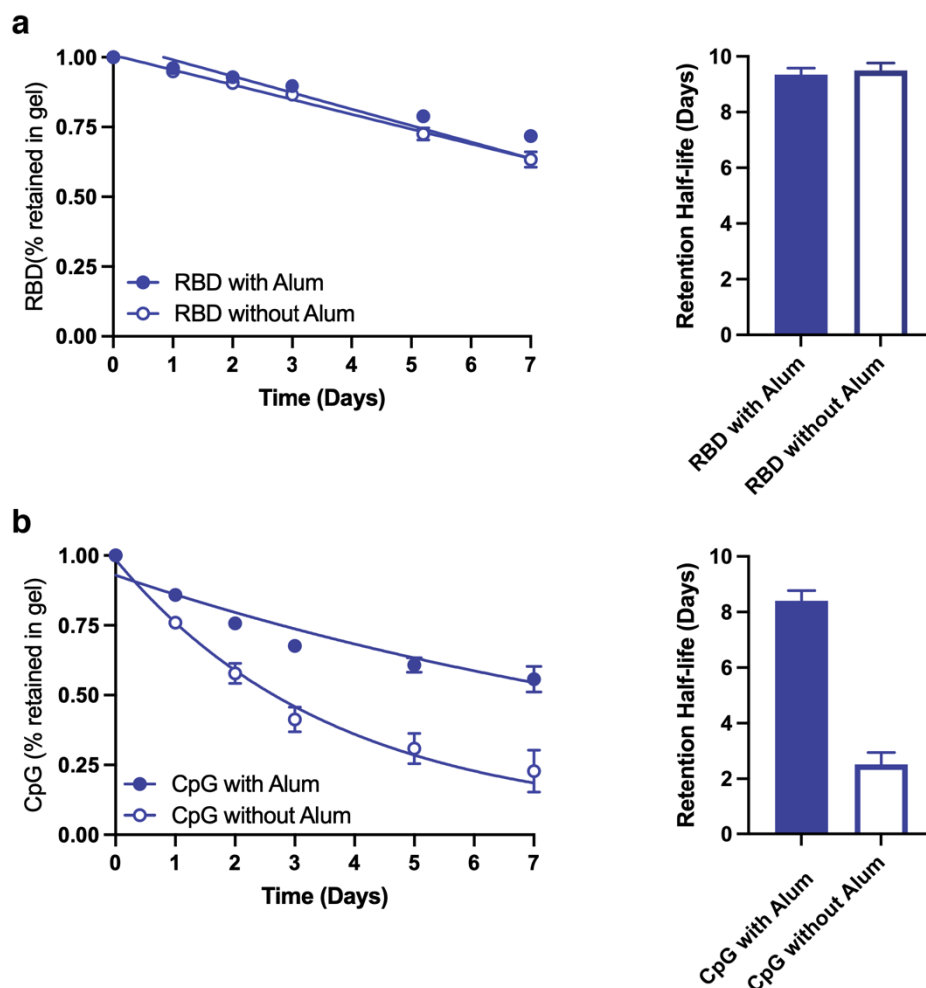 a
RBD(% retained in gel)
1.00
0.75
0.50
0.25
0.00
RBD with Alum
RBD without Alum
0 1 2 3 4 5 6 7
Time (Days)
Retention Half-life (Days)
10
8
6
4
2
0
RBD with Alum
RBD without Alum
b
CpG (% retained in gel)
1.00
0.75
0.50
0.25
0.00
CpG with Alum
CpG without Alum
0 1 2 3 4 5 6 7
Time (Days)
Retention Half-life (Days)
10
8
6
4
2
0
CpG with Alum
CpG without Alum